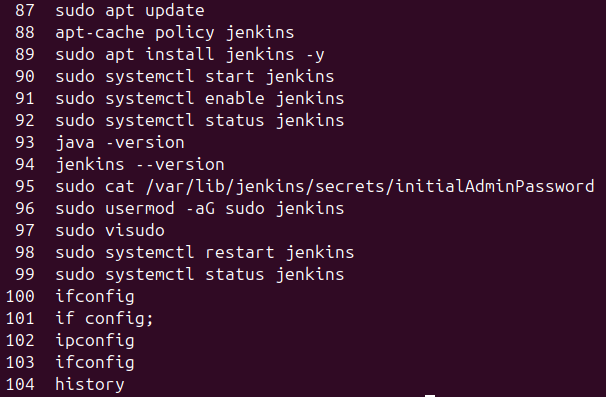 87 sudo apt update
88 apt-cache policy jenkins
89 sudo apt install jenkins -y
90 sudo systemctl start jenkins
91 sudo systemctl enable jenkins
92 sudo systemctl status jenkins
93 java -version
94 jenkins --version
95 sudo cat /var/lib/jenkins/secrets/initialAdminPassword
96 sudo usermod -aG sudo jenkins
97 sudo visudo
98 sudo systemctl restart jenkins
99 sudo systemctl status jenkins
100 ifconfig
101 if config;
102 ipconfig
103 ifconfig
104 history